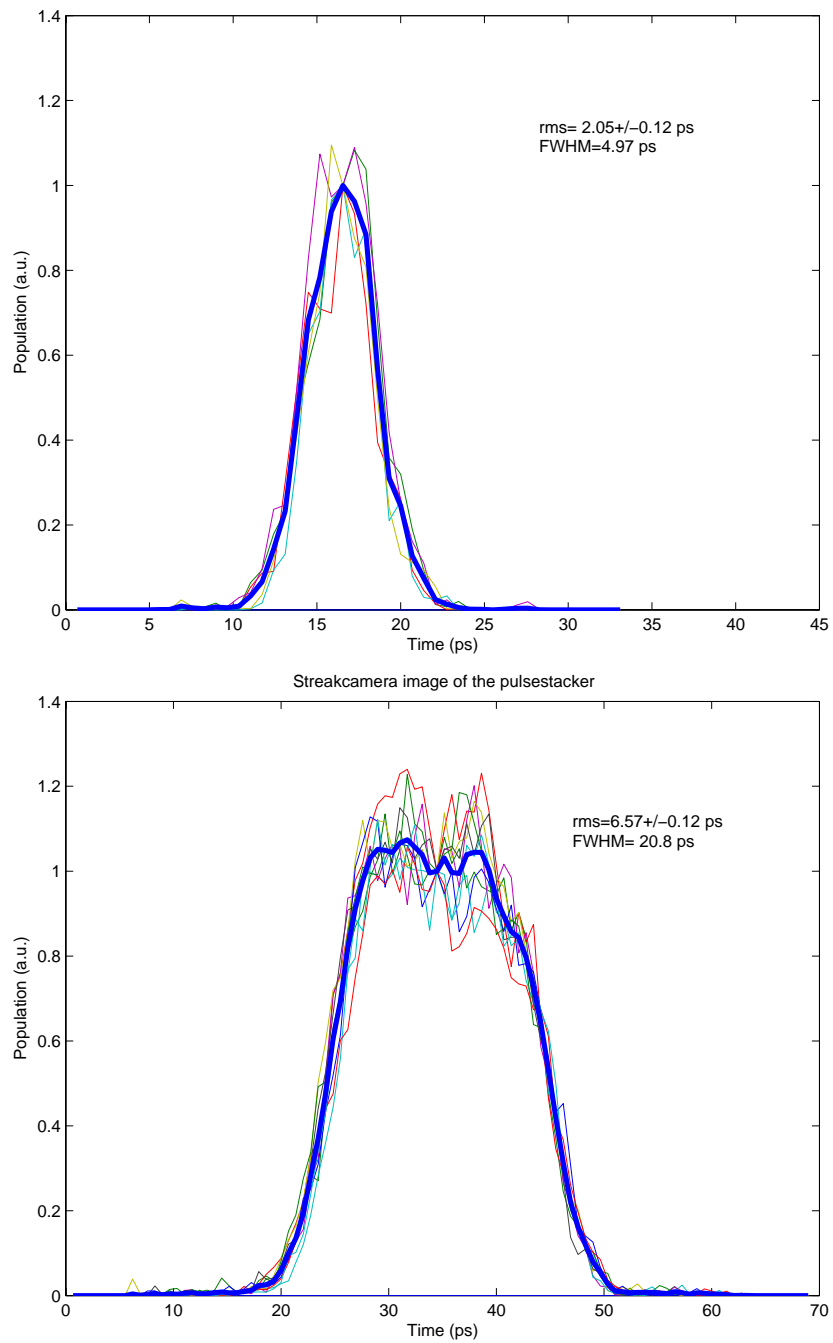 1.4
1.2
1
0.8
0.6
0.4
0.2
0
Population (a.u.)
rms= 2.05+/−0.12 ps
FWHM=4.97 ps
0 5 10 15 20 25 30 35 40 45
Time (ps)
Streakcamera image of the pulsestacker
1.4
1.2
1
0.8
0.6
0.4
0.2
0
Population (a.u.)
rms=6.57+/−0.12 ps
FWHM= 20.8 ps
0 10 20 30 40 50 60 70
Time (ps)